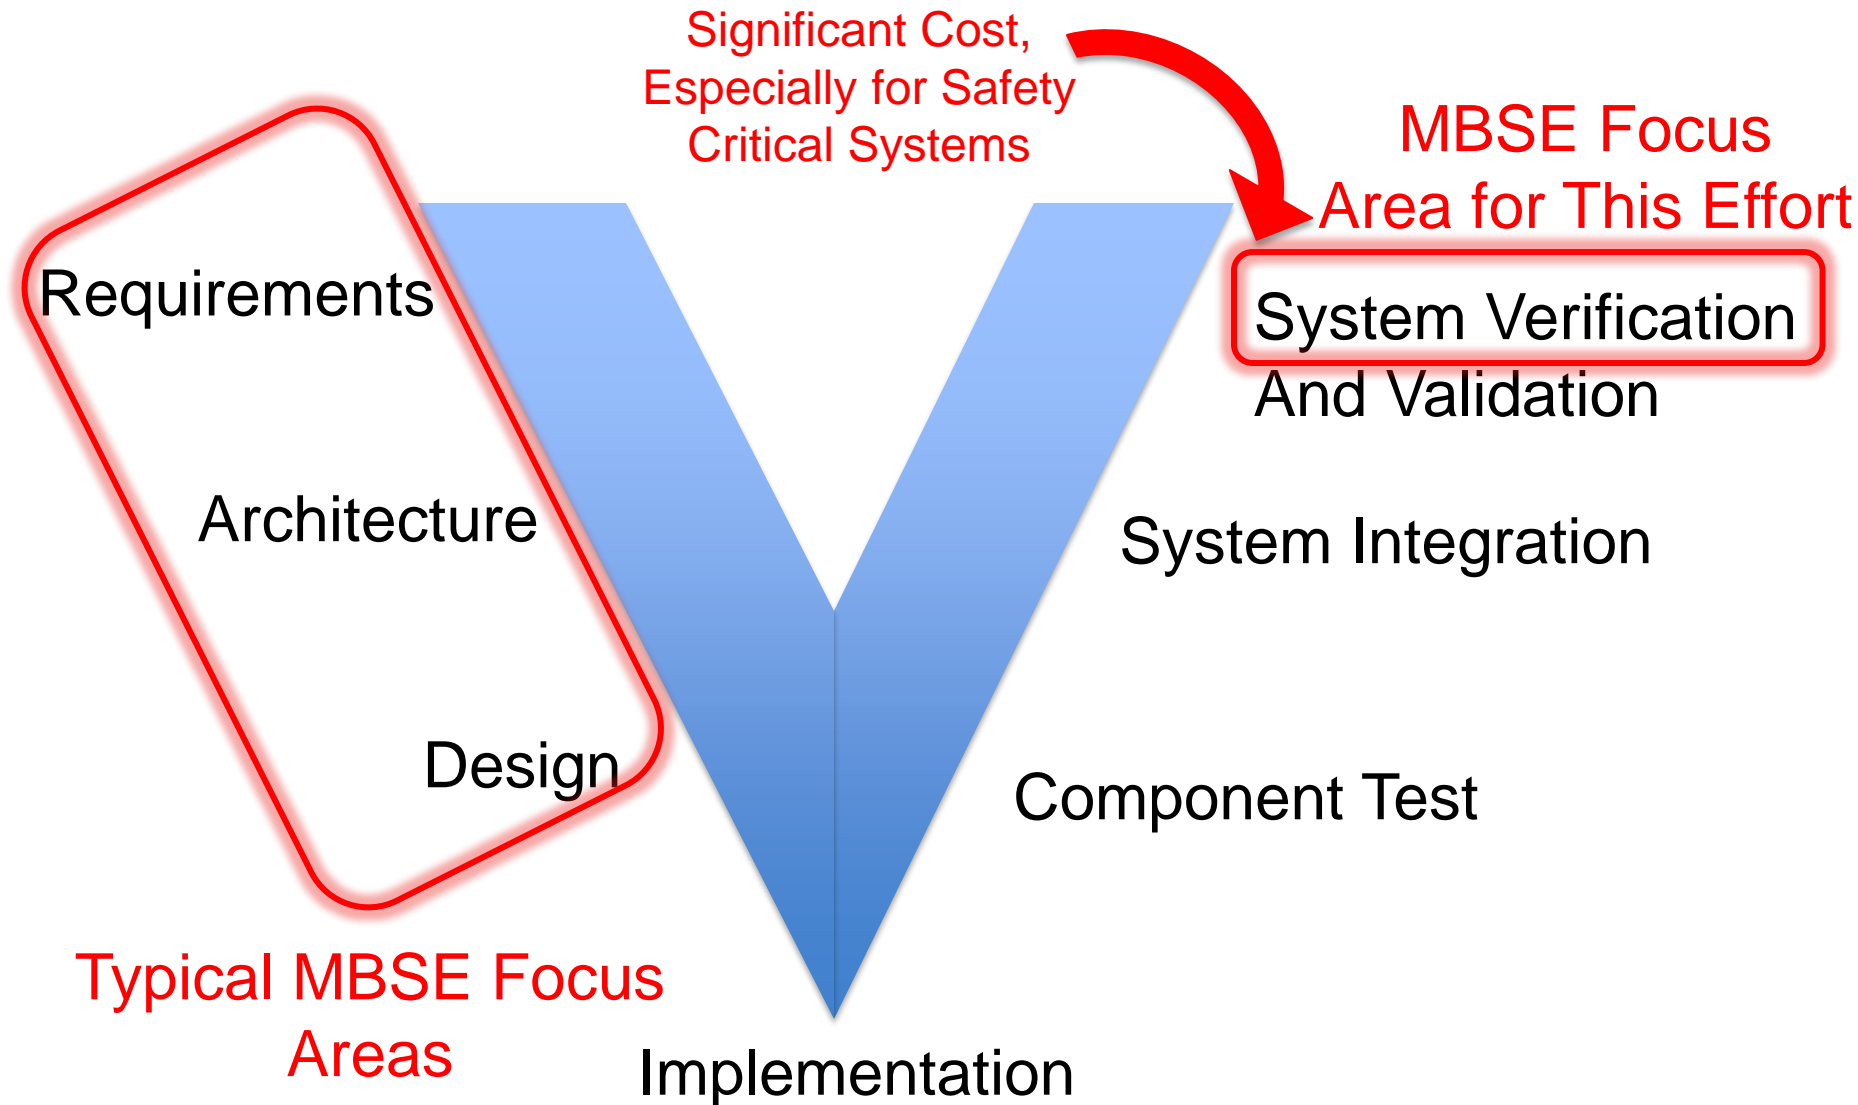 Significant Cost,
Especially for Safety
Critical Systems
MBSE Focus
Area for This Effort
Requirements
System Verification
And Validation
Architecture
System Integration
Design
Component Test
Typical MBSE Focus
Areas
Implementation